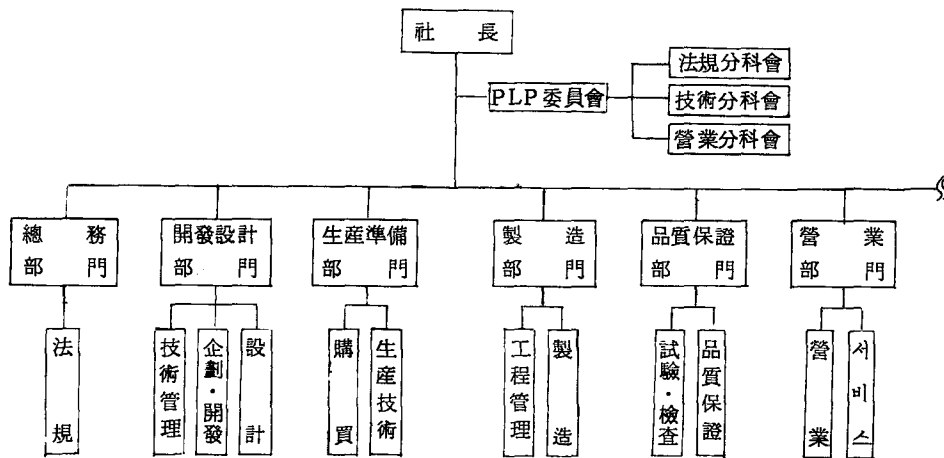 社長
PLP委員會
法規分科會
技術分科會
營業分科會
總務
部門
開發設計
部門
生産準備
部門
製造
部門
品質保證
部門
營業
部門
法規
技術管理
企劃·開發
設計
購買
生産技術
工程管理
製造
試驗·檢査
品質保證
營業
서비스